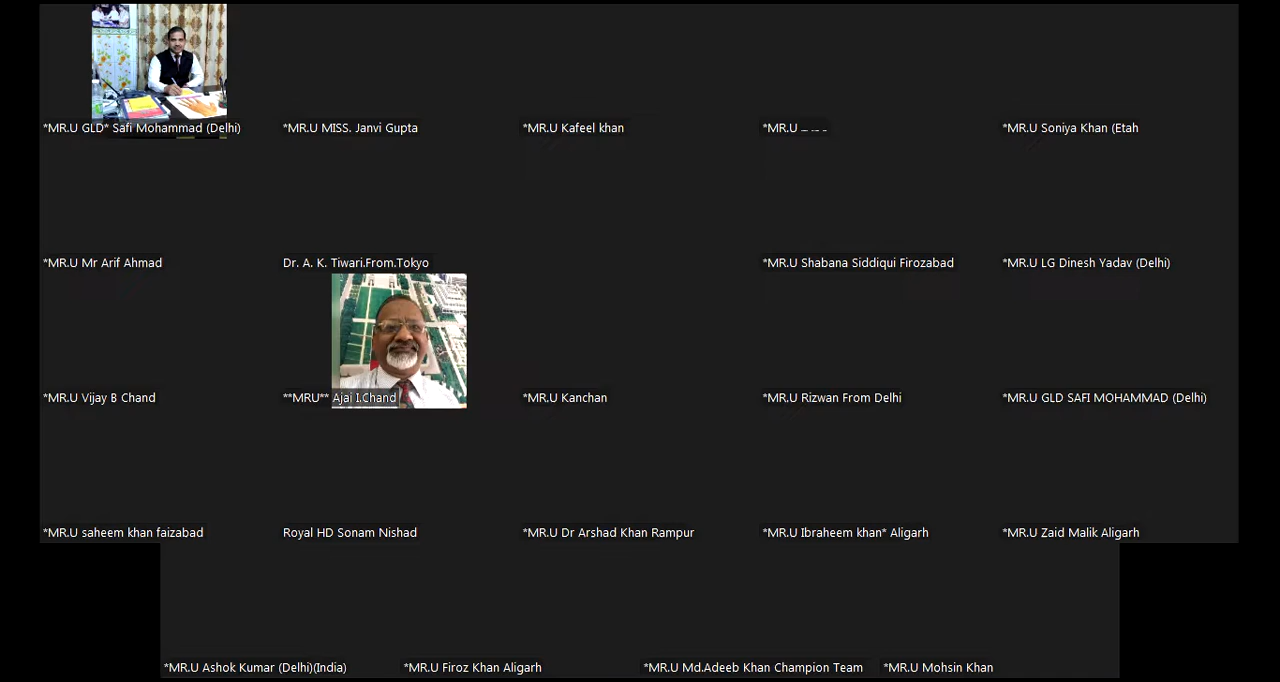 *MR.U GLD* Safi Mohammad (Delhi)
*MR.U MISS. Janvi Gupta
*MR.U Kafeel khan
*MR.U
*MR.U Soniya Khan (Etah
*MR.U Mr Arif Ahmad
Dr. A. K. Tiwari.From.Tokyo
*MR.U Shabana Siddiqui Firozabad
*MR.U LG Dinesh Yadav (Delhi)
*MR.U Vijay B Chand
**MRU** Ajai I.Chand
*MR.U Kanchan
*MR.U Rizwan From Delhi
*MR.U GLD SAFI MOHAMMAD (Delhi)
*MR.U saheem khan faizabad
Royal HD Sonam Nishad
*MR.U Dr Arshad Khan Rampur
*MR.U Ibraheem khan* Aligarh
*MR.U Zaid Malik Aligarh
*MR.U Ashok Kumar (Delhi)(India)
*MR.U Firoz Khan Aligarh
*MR.U Md.Adeeb Khan Champion Team
*MR.U Mohsin Khan